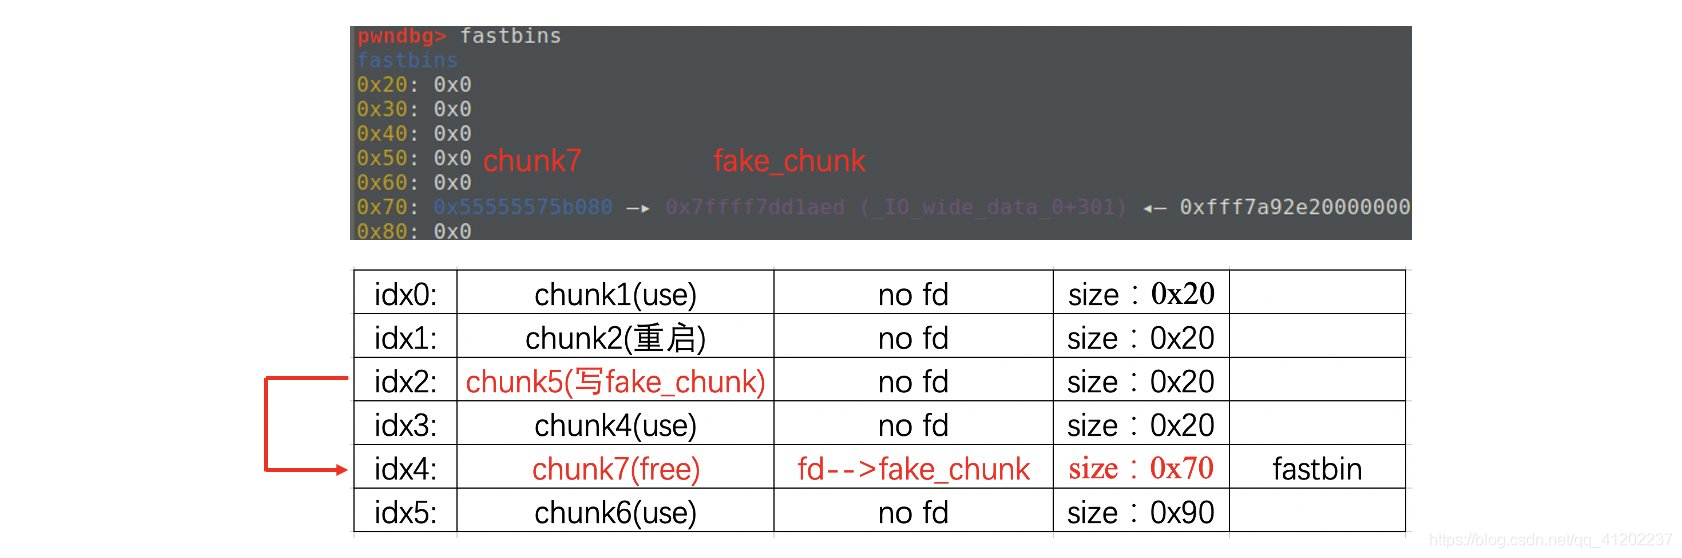 pwndbg> fastbins
fastbins
0x20: 0x0
0x30: 0x0
0x40: 0x0
0x50: 0x0 chunk7 fake_chunk
0x60: 0x0
0x70: 0x55555575b080 —▸ 0x7ffff7dd1aed (_IO_wide_data_0+301) ◂— 0xfff7a92e20000000
0x80: 0x0
idx0: chunk1(use) no fd size：0x20
idx1: chunk2(重启) no fd size：0x20
idx2: chunk5(写fake_chunk) no fd size：0x20
idx3: chunk4(use) no fd size：0x20
idx4: chunk7(free) fd-->fake_chunk size：0x70 fastbin
idx5: chunk6(use) no fd size：0x90
https://blog.csdn.net/qq_41202237